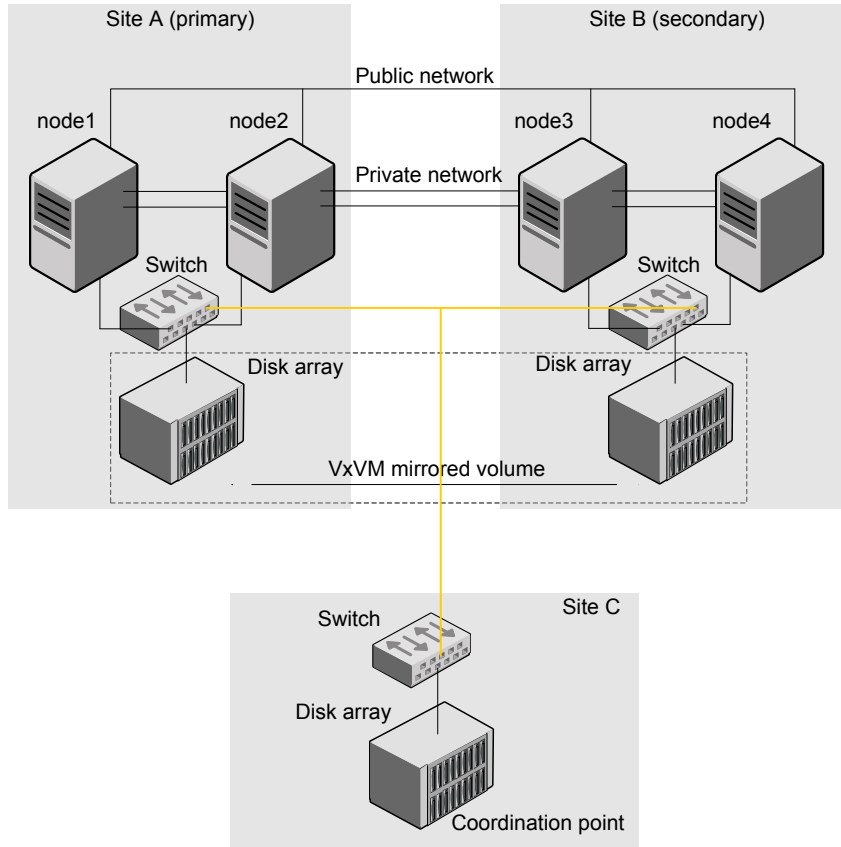 Site A (primary)
Site B (secondary)
Public network
node1
node2
node3
node4
Private network
Switch
Switch
Disk array
Disk array
VxVM mirrored volume
Site C
Switch
Disk array
Coordination point